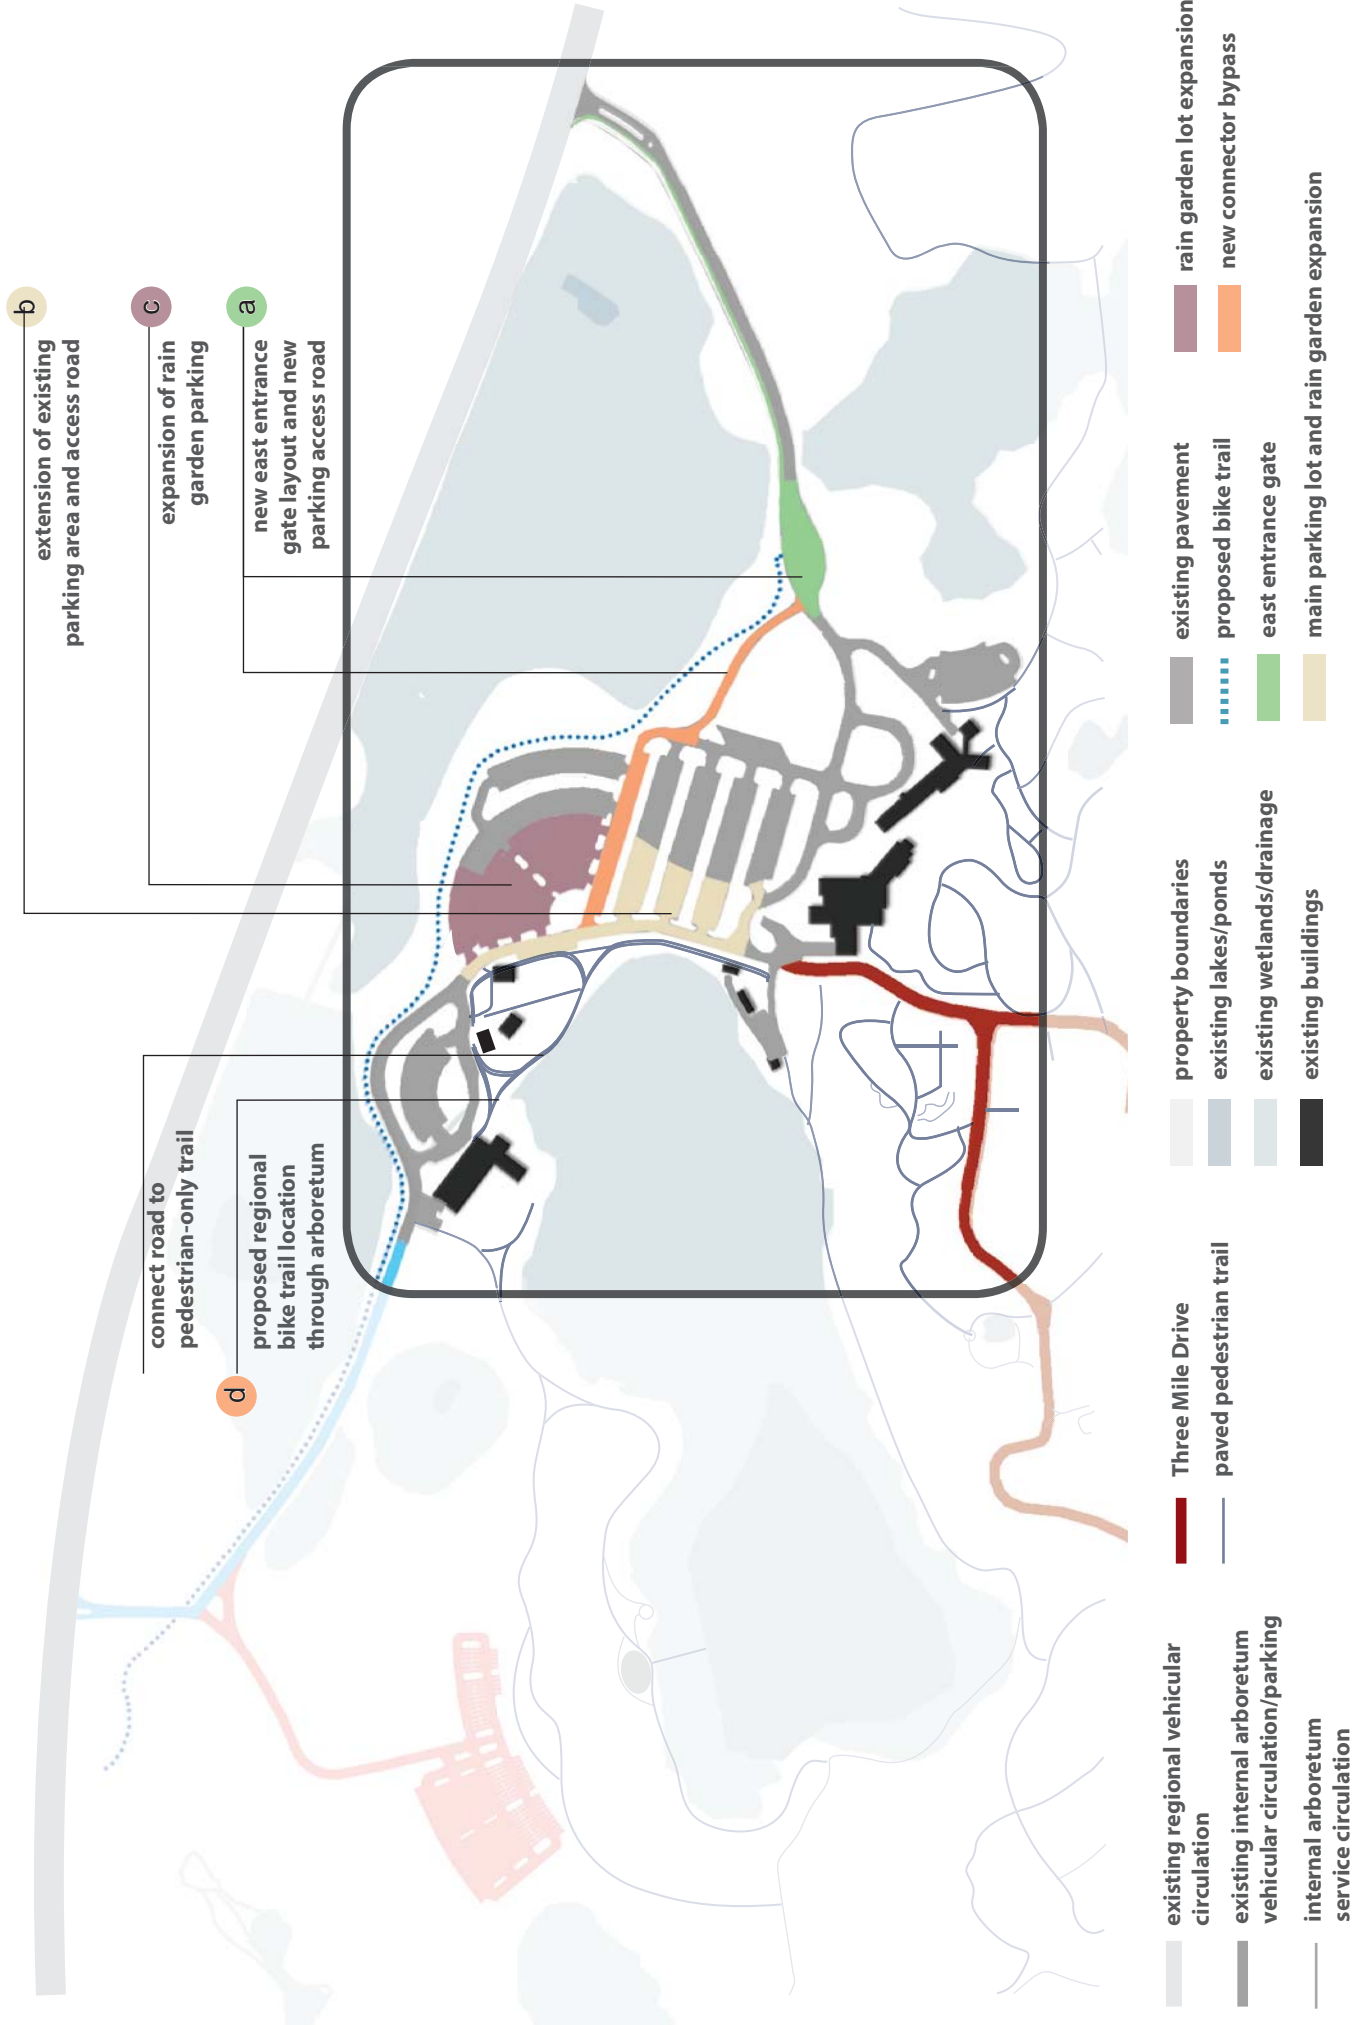 connect road to
pedestrian-only trail
d
proposed regional
bike trail location
through arboretum
b
extension of existing
parking area and access road
c
expansion of rain
garden parking
a
new east entrance
gate layout and new
parking access road
existing regional vehicular
circulation
existing internal arboretum
vehicular circulation/parking
internal arboretum
service circulation
Three Mile Drive
paved pedestrian trail
property boundaries
existing lakes/ponds
existing wetlands/drainage
existing buildings
existing pavement
proposed bike trail
east entrance gate
main parking lot and rain garden expansion
rain garden lot expansion
new connector bypass